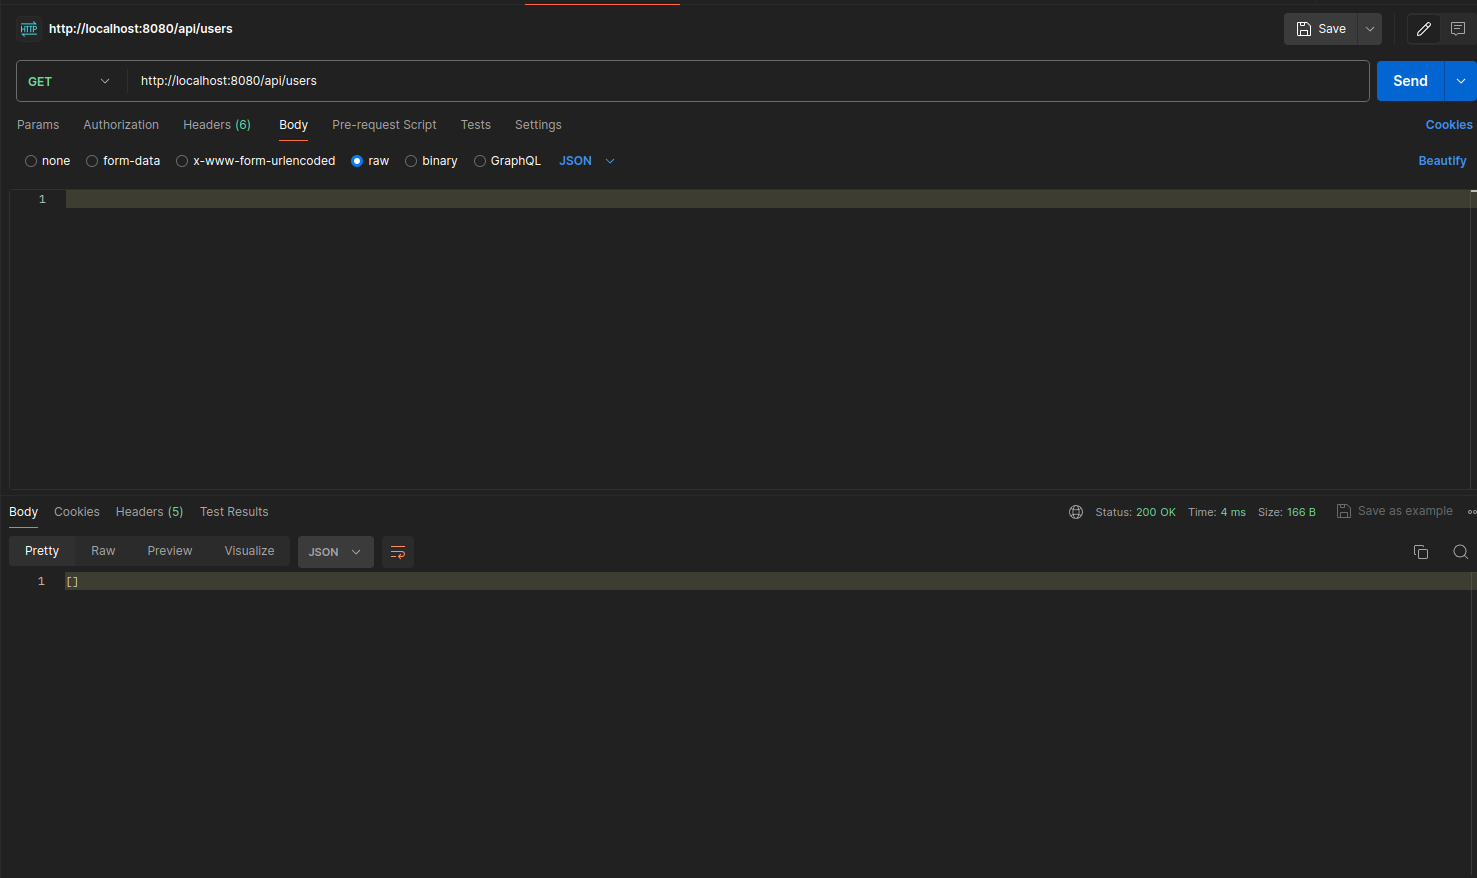 HTTP http://localhost:8080/api/users Save
GET http://localhost:8080/api/users Send
Params Authorization Headers (6) Body Pre-request Script Tests Settings Cookies
none form-data x-www-form-urlencoded raw binary GraphQL JSON Beautify
1
Body Cookies Headers (5) Test Results Status: 200 OK Time: 4 ms Size: 166 B Save as example
Pretty Raw Preview Visualize JSON
1 []